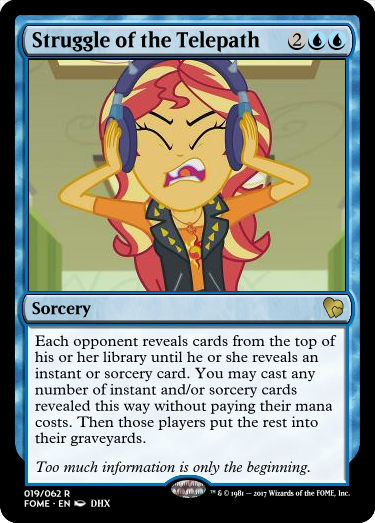 Struggle of the Telepath 2
Sorcery
Each opponent reveals cards from the top of
his or her library until he or she reveals an
instant or sorcery card. You may cast any
number of instant and/or sorcery cards
revealed this way without paying their mana
costs. Then those players put the rest into
their graveyards.
Too much information is only the beginning.
019/062 R
FOME · EN DHX
™ & © 1981 — 2017 Wizards of the FOME, Inc.